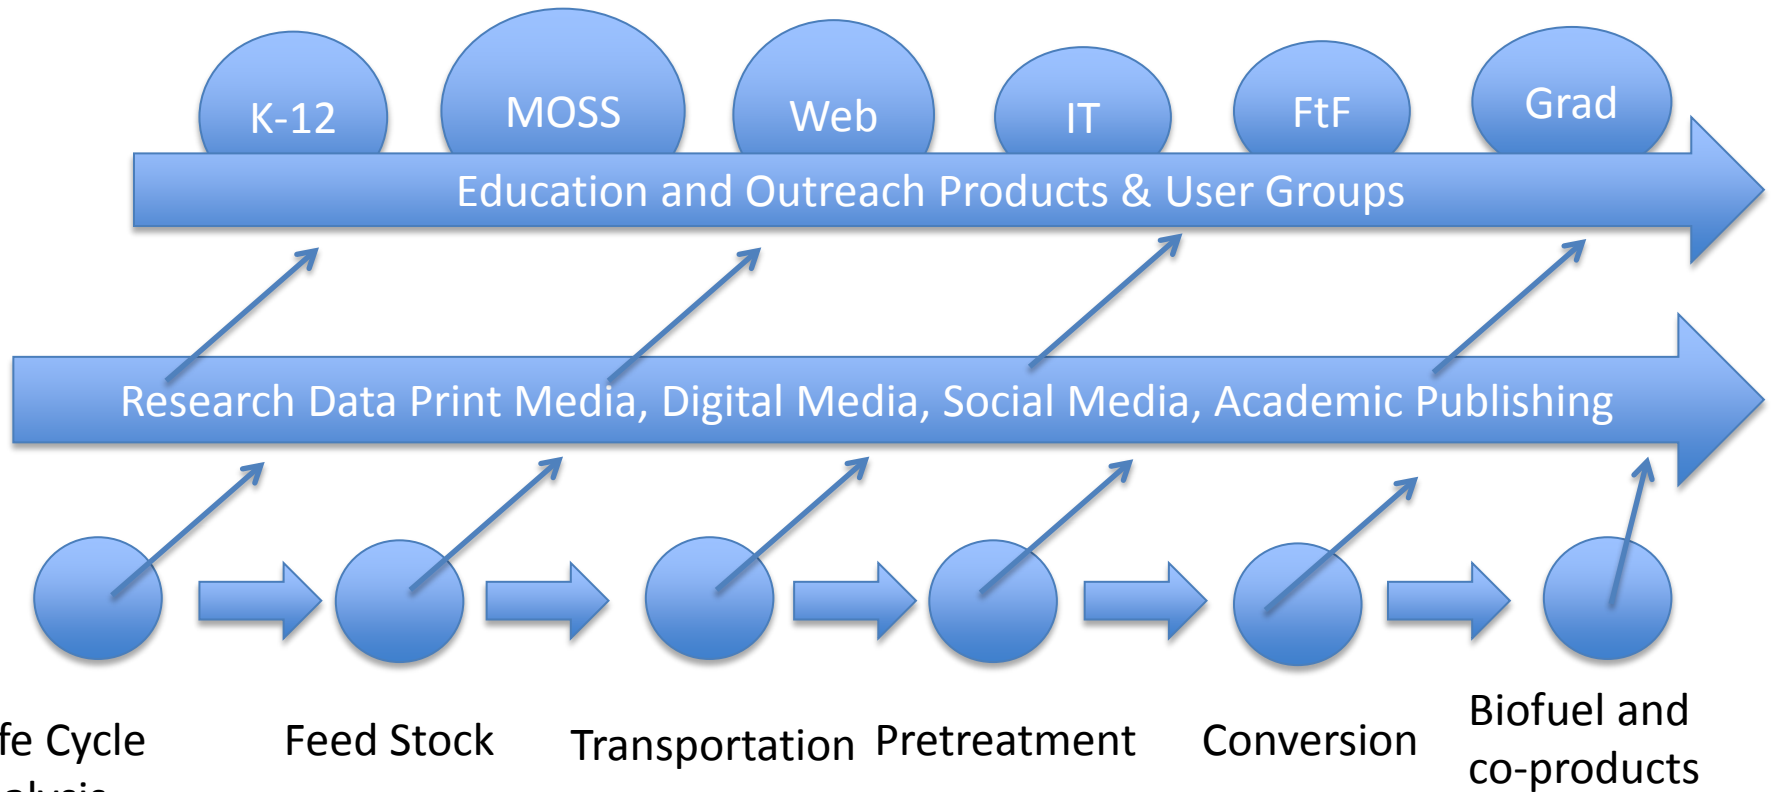 K-12
MOSS
Web
IT
FtF
Grad
Education and Outreach Products & User Groups
Research Data Print Media, Digital Media, Social Media, Academic Publishing
fe Cycle
Feed Stock
Transportation
Pretreatment
Conversion
Biofuel and
co-products